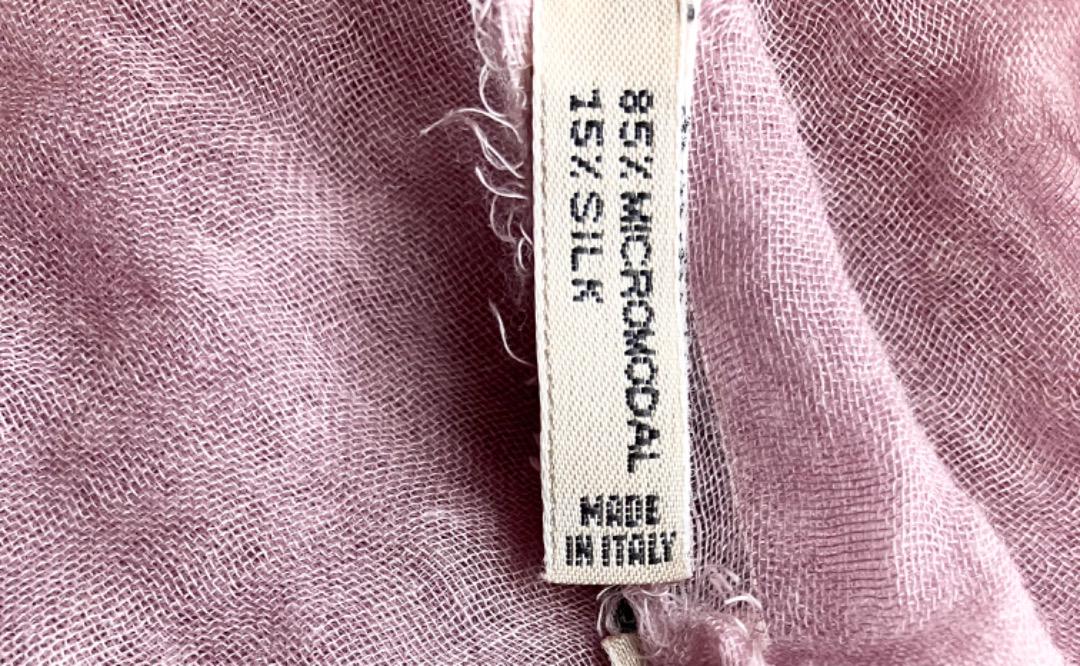 85% MICROMODAL
15% SILK
MADE
IN ITALY